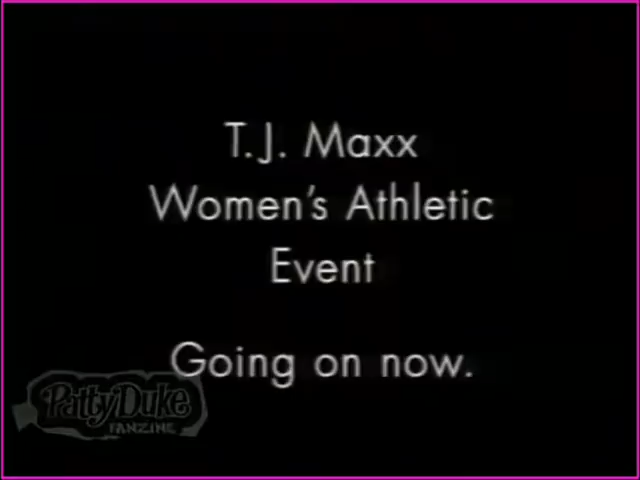 T.J. Maxx
Women's Athletic
Event
Going on now.
Patty Duke
FANZINE